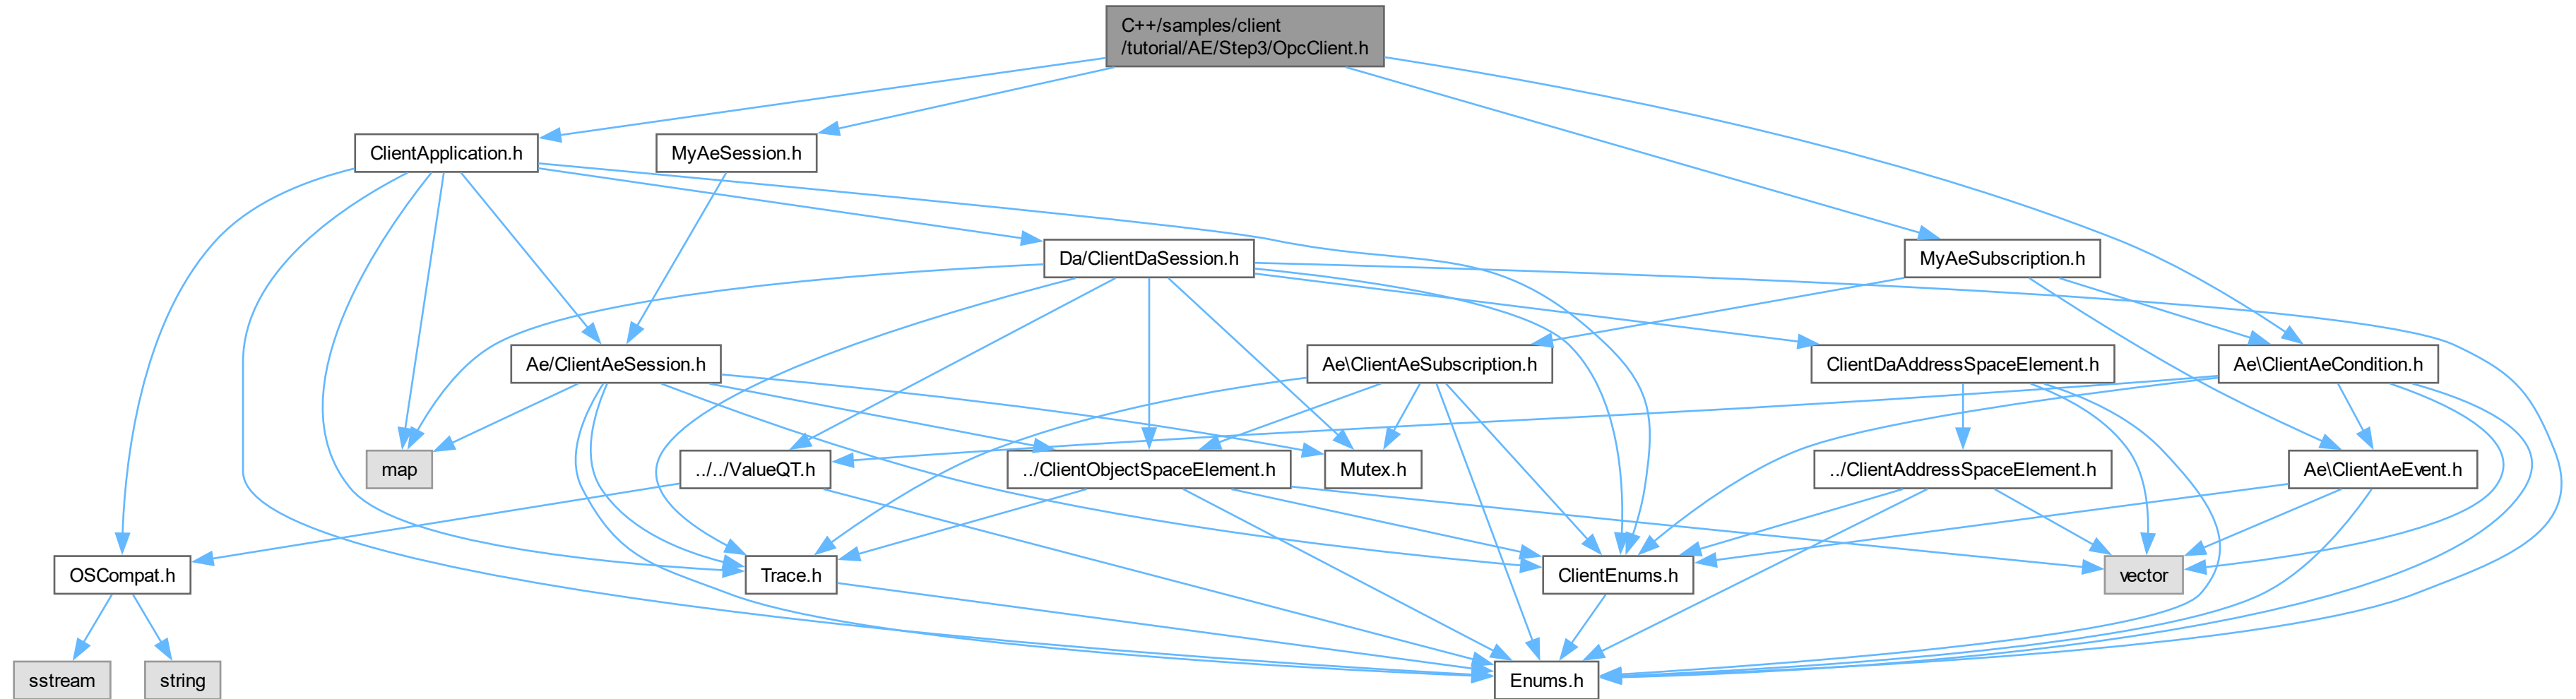 C++/samples/client
/tutorial/AE/Step3/OpcClient.h
ClientApplication.h
MyAeSession.h
Da/ClientDaSession.h
MyAeSubscription.h
Ae/ClientAeSession.h
Ae\ClientAeSubscription.h
ClientDaAddressSpaceElement.h
Ae\ClientAeCondition.h
map
../../ValueQT.h
../ClientObjectSpaceElement.h
Mutex.h
../ClientAddressSpaceElement.h
Ae\ClientAeEvent.h
OSCompat.h
Trace.h
ClientEnums.h
vector
sstream
string
Enums.h